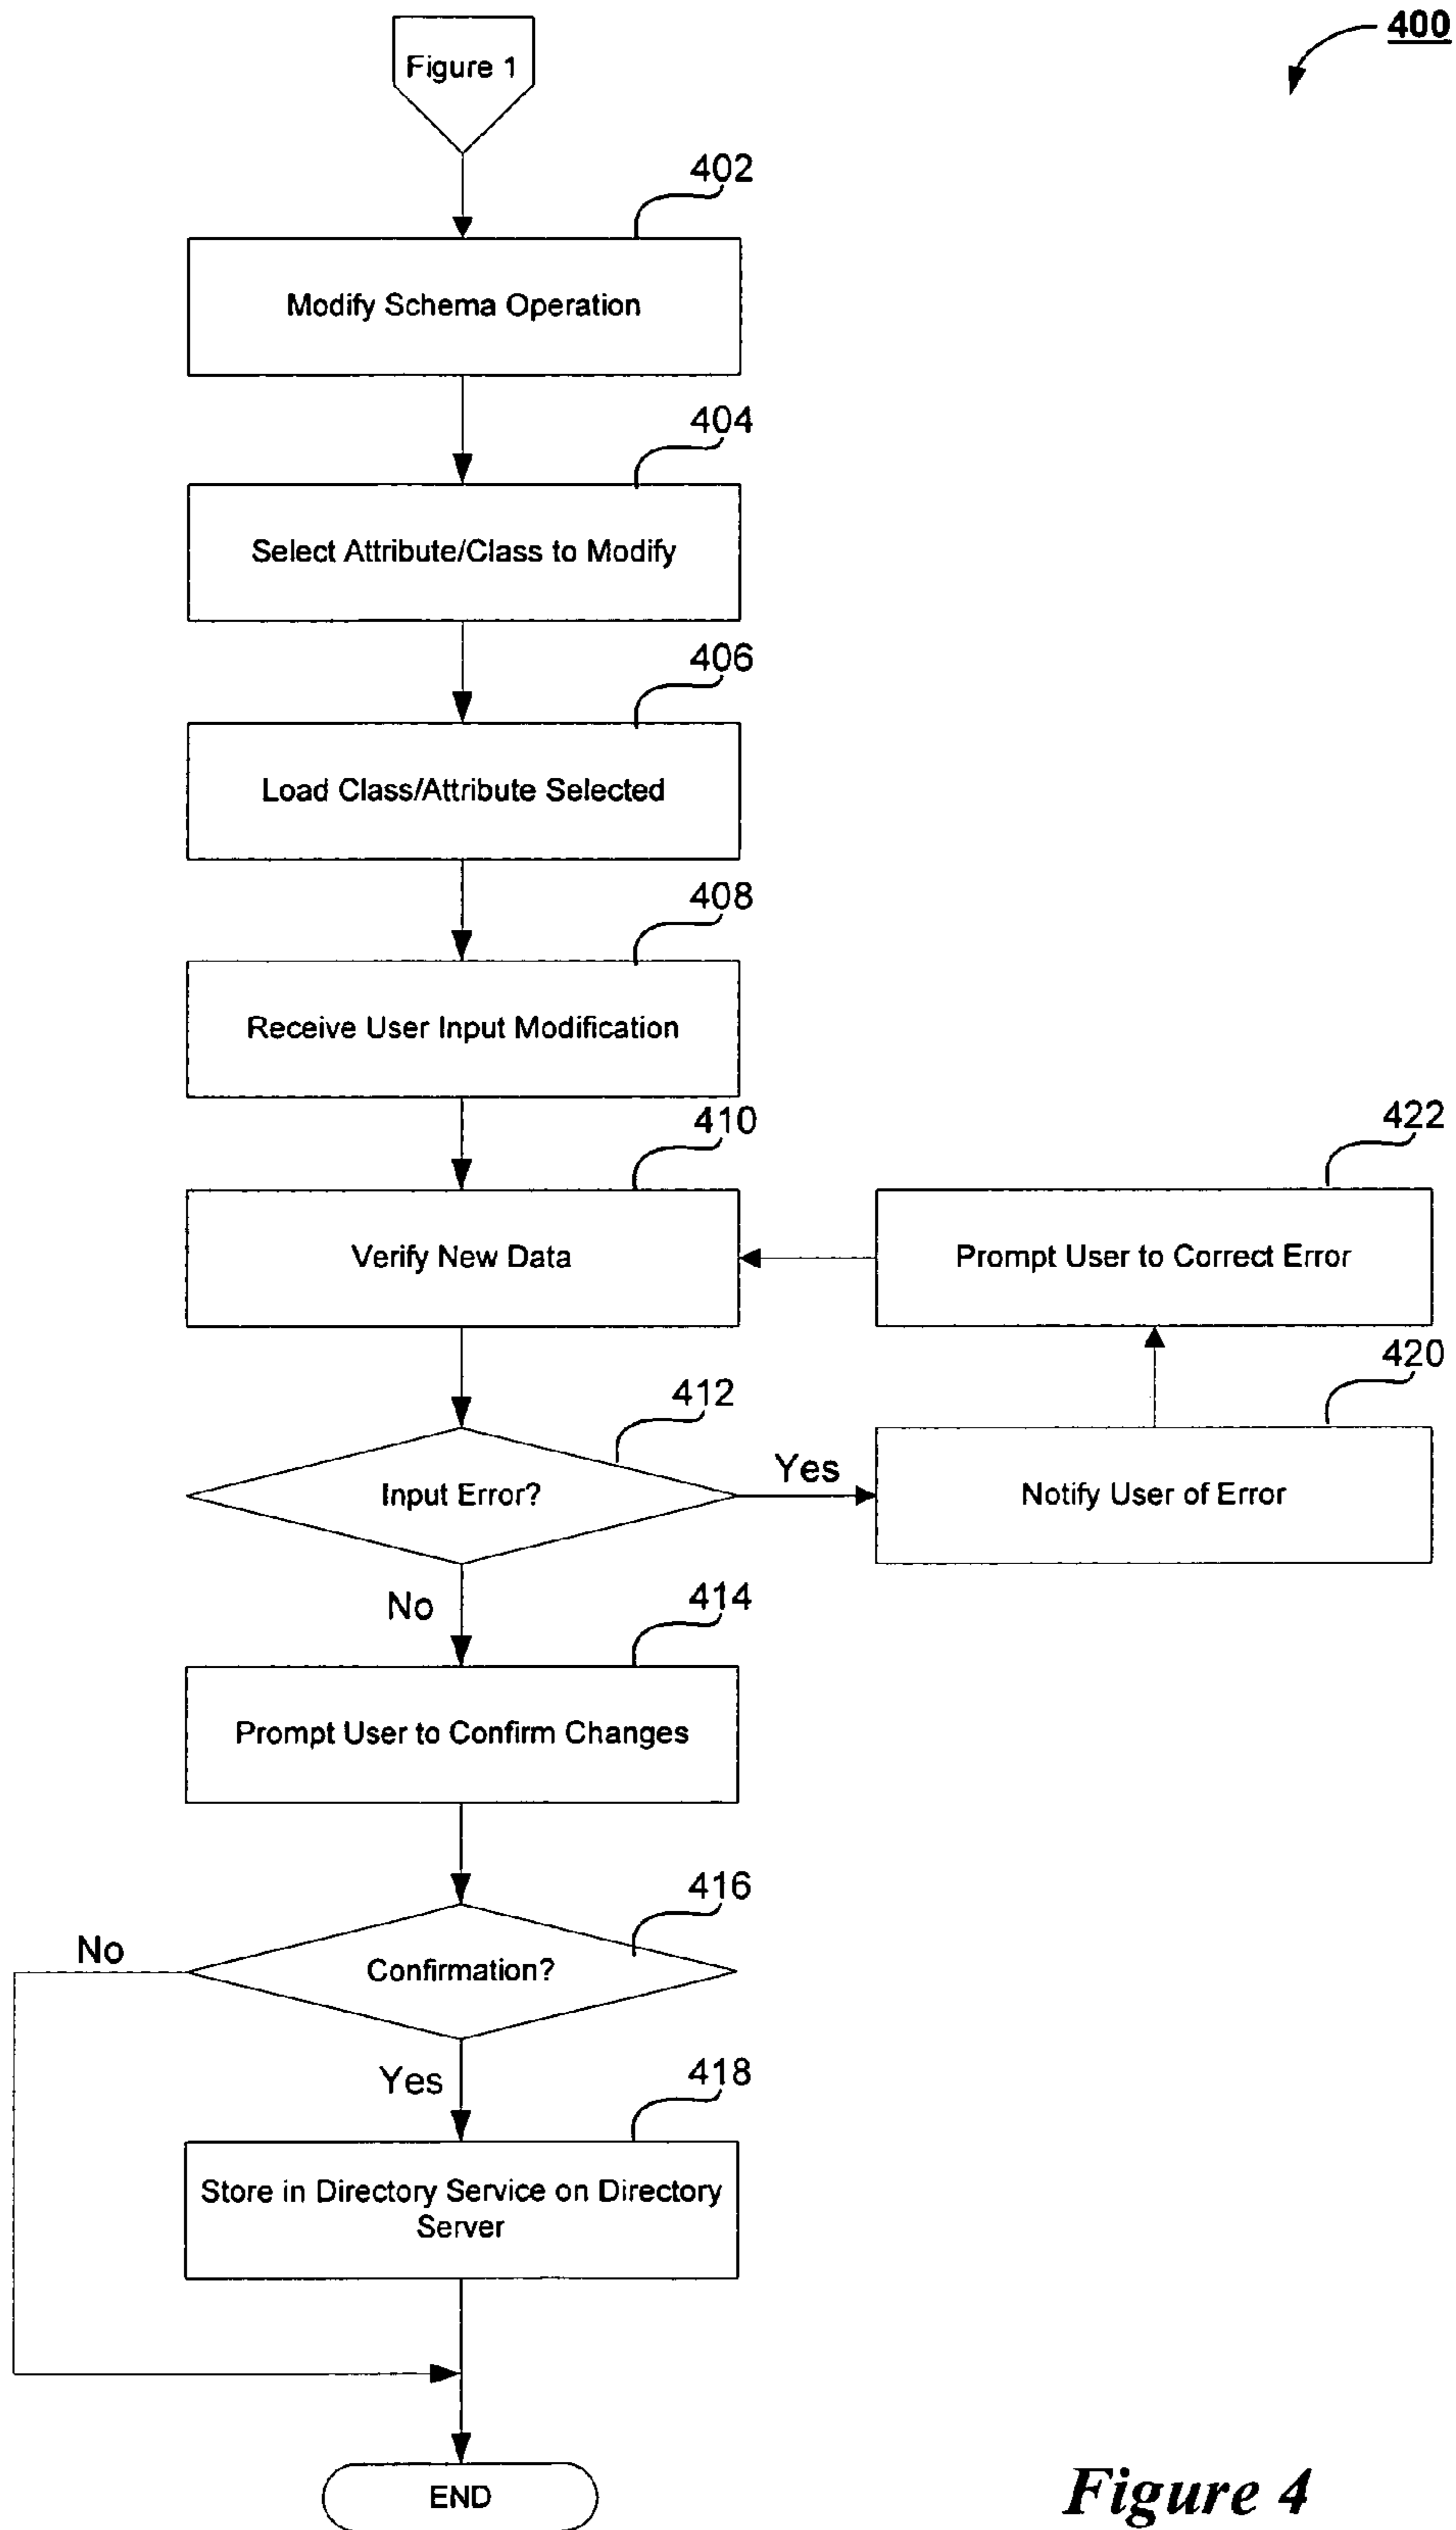 400
Figure 1
402
Modify Schema Operation
404
Select Attribute/Class to Modify
406
Load Class/Attribute Selected
408
Receive User Input Modification
410
422
Verify New Data
Prompt User to Correct Error
420
412
Input Error?
Yes
Notify User of Error
No
414
Prompt User to Confirm Changes
416
No
Confirmation?
Yes
418
Store in Directory Service on Directory
Server
END
Figure 4